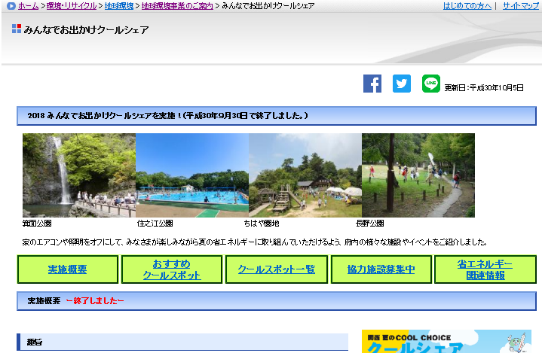 ホーム > 環境・リサイクル > 地球環境 > 地球環境事業のご案内 > みんなでお出かけクールシェア
はじめての方へ | サイトマップ
みんなでお出かけクールシェア
LINE
更新日:平成30年10月5日
2018 みんなでお出かけクールシェアを実施！(平成30年9月30日で終了しました。)
箕面公園 住之江公園 ちはや園地 長野公園
家のエアコンや照明をオフにして、みなさまが楽しみながら夏の省エネルギーに取り組んでいただけるよう、府内の様々な施設やイベントをご紹介しました。
実施概要
おすすめ
クールスポット
クールスポット一覧
協力施設募集中
省エネルギー
関連情報
実施概要 ～終了しました～
趣旨
関西 夏のCOOL CHOICE
クールシェア